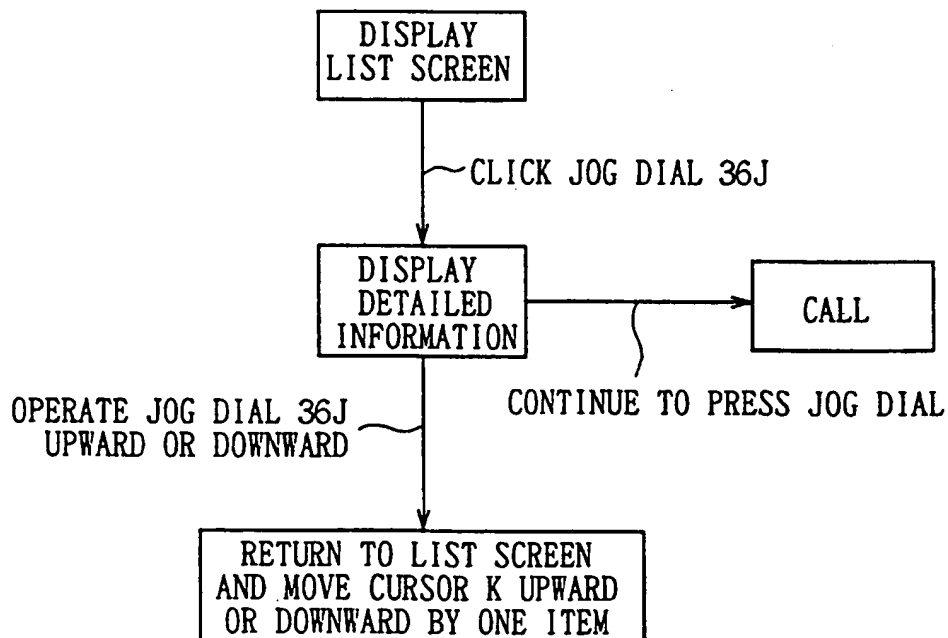 DISPLAY
LIST SCREEN
CLICK JOG DIAL 36J
DISPLAY
DETAILED
INFORMATION
CALL
CONTINUE TO PRESS JOG DIAL
OPERATE JOG DIAL 36J
UPWARD OR DOWNWARD
RETURN TO LIST SCREEN
AND MOVE CURSOR K UPWARD
OR DOWNWARD BY ONE ITEM